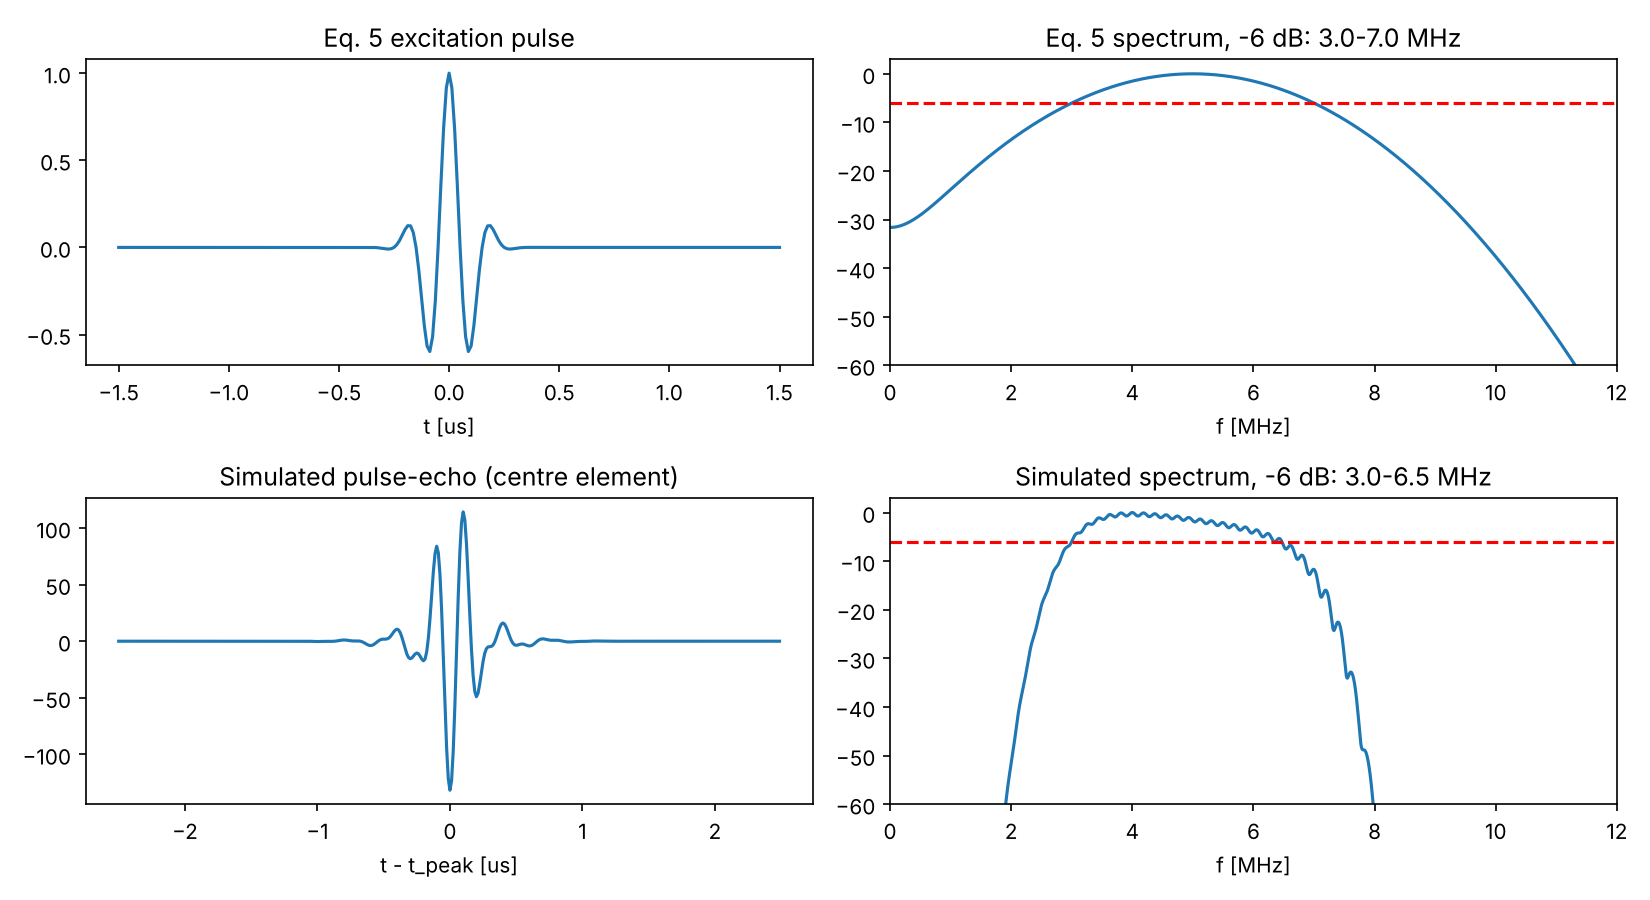 Eq. 5 excitation pulse
1.0
0.5
0.0
−0.5
−1.5 −1.0 −0.5 0.0 0.5 1.0 1.5
t [us]
Eq. 5 spectrum, -6 dB: 3.0-7.0 MHz
0
−10
−20
−30
−40
−50
−60
0 2 4 6 8 10 12
f [MHz]
Simulated pulse-echo (centre element)
100
50
0
−50
−100
−2 −1 0 1 2
t - t_peak [us]
Simulated spectrum, -6 dB: 3.0-6.5 MHz
0
−10
−20
−30
−40
−50
−60
0 2 4 6 8 10 12
f [MHz]